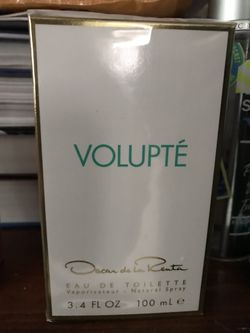 VOLUPTÉ
Oscar de la Renta
EAU DE TOILETTE
Vaporisateur - Natural Spray
3.4 FL OZ 100 mL e